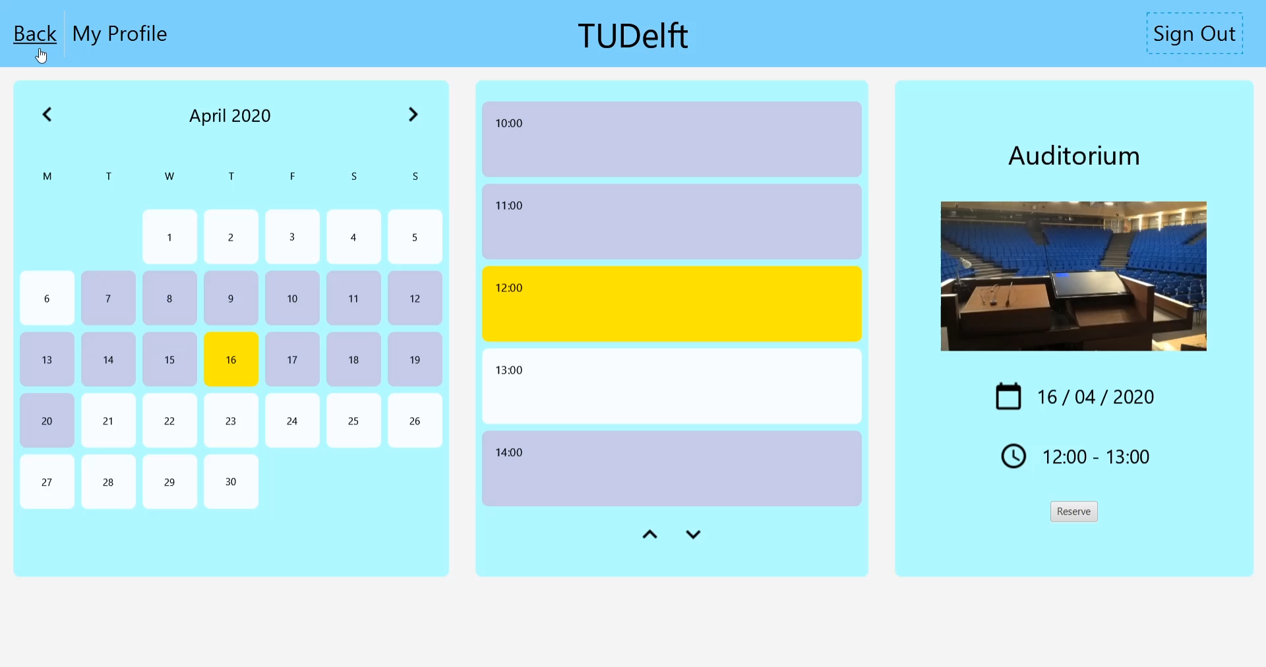 Back My Profile TUDelft Sign Out
April 2020
M T W T F S S
1 2 3 4 5
6 7 8 9 10 11 12
13 14 15 16 17 18 19
20 21 22 23 24 25 26
27 28 29 30
10:00
11:00
12:00
13:00
14:00
Auditorium
16 / 04 / 2020
12:00 - 13:00
Reserve